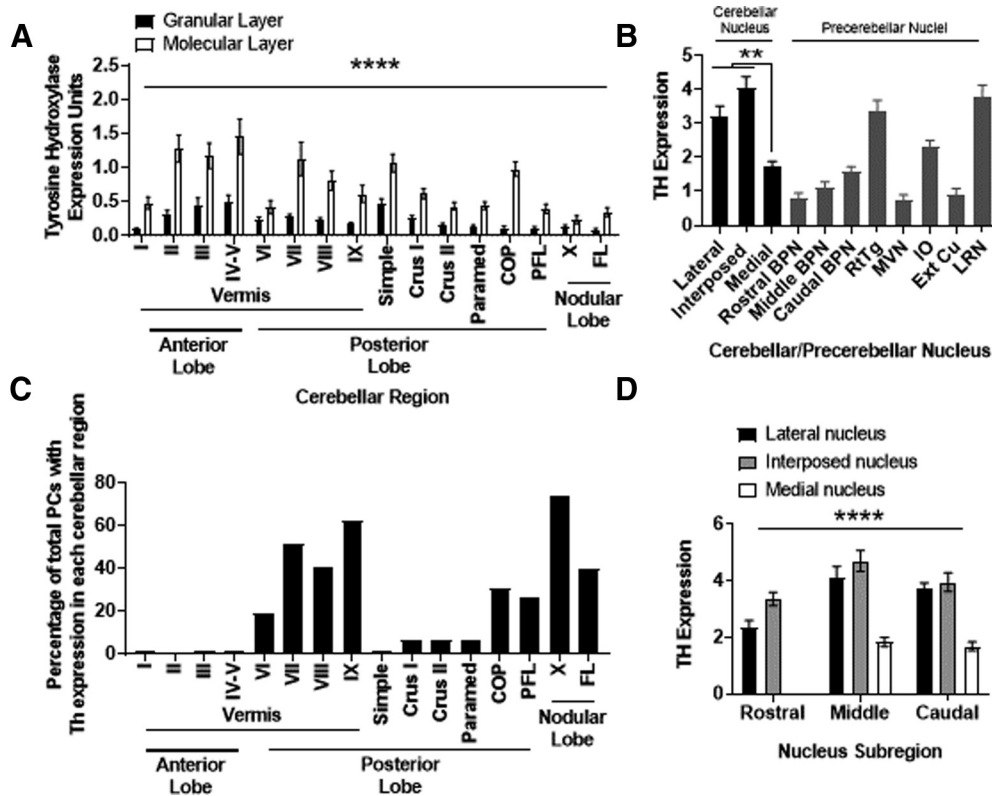 A
Granular Layer
Molecular Layer
****
Tyrosine Hydroxylase
Expression Units
2.5
2.0
1.5
1.0
0.5
0.0
I
II
III
IV-V
VI
VII
VIII
IX
Simple
Crus I
Crus II
Paramed
COP
PFL
X
FL
Vermis
Nodular
Lobe
Anterior
Lobe
Posterior
Lobe
Cerebellar Region
B
Cerebellar
Nucleus
Precerebellar Nuclei
**
TH Expression
5
4
3
2
1
0
Lateral
Interposed
Medial
Rostral BPN
Middle BPN
Caudal BPN
RtTg
MVN
IO
Ext Cu
LRN
Cerebellar/Precerebellar Nucleus
C
Percentage of total PCs with
Th expression in each cerebellar region
80
60
40
20
0
I
II
III
IV-V
VI
VII
VIII
IX
Simple
Crus I
Crus II
Paramed
COP
PFL
X
FL
Vermis
Nodular
Lobe
Anterior
Lobe
Posterior
Lobe
D
Lateral nucleus
Interposed nucleus
Medial nucleus
****
TH Expression
6
4
2
0
Rostral
Middle
Caudal
Nucleus Subregion